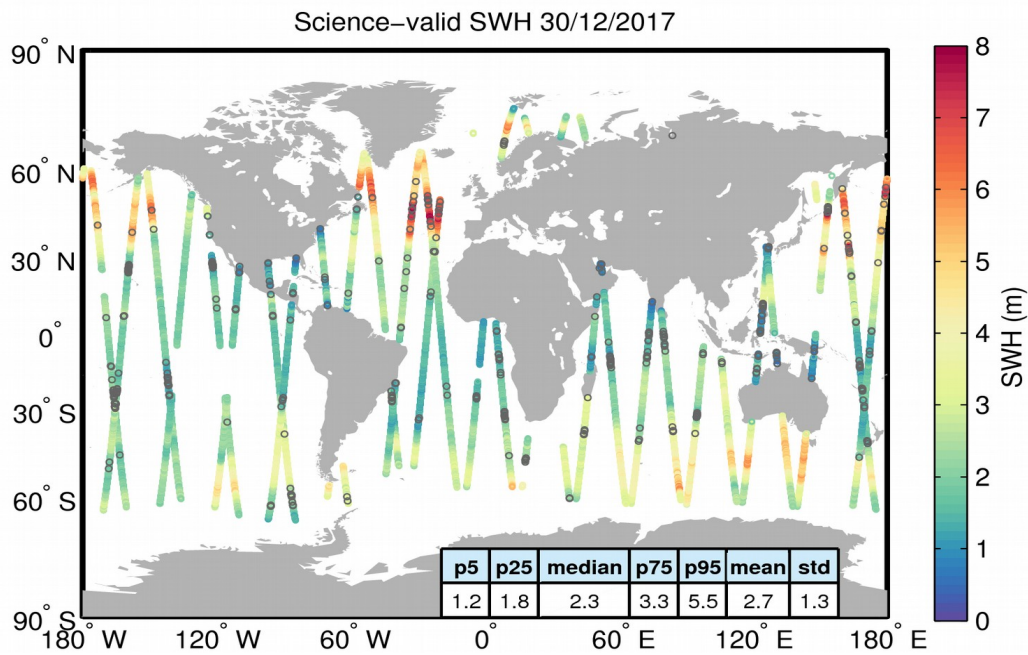 Science−valid SWH 30/12/2017
90° N
60° N
30° N
0°
30° S
60° S
90° S
180° W
120° W
60° W
0°
60° E
120° E
180° E
p5 p25 median p75 p95 mean std
1.2 1.8 2.3 3.3 5.5 2.7 1.3
8
7
6
5
4
3
2
1
0
SWH (m)